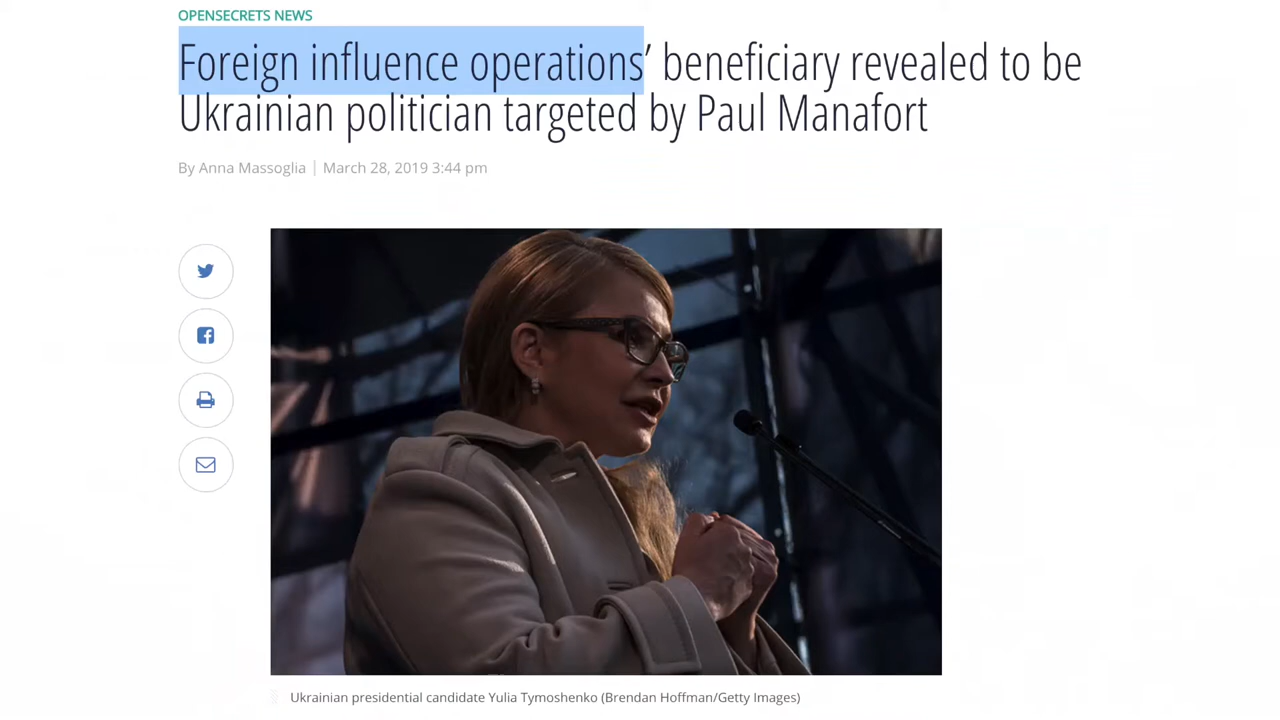 OPENSECRETS NEWS
Foreign influence operations’ beneficiary revealed to be
Ukrainian politician targeted by Paul Manafort
By Anna Massoglia | March 28, 2019 3:44 pm
Ukrainian presidential candidate Yulia Tymoshenko (Brendan Hoffman/Getty Images)